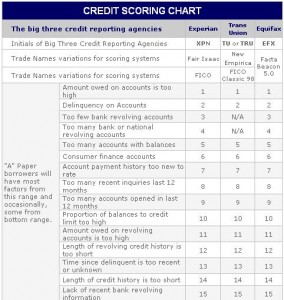 CREDIT SCORING CHART
The big three credit reporting agencies Experian Trans Union Equifax
Initials of Big Three Credit Reporting Agencies XPN TU or TRU EFX
Trade Names variations for scoring systems Fair Isaac New Empirica Facta Beacon 5.0
Trade Names variations for scoring systems FICO FICO Classic 98
"A" Paper borrowers will have most factors from this range and occasionally, some from bottom range.
Amount owed on accounts is too high 1 1 1
Delinquency on Accounts 2 2 2
Too few bank revolving accounts 3 N/A 3
Too many bank or national revolving accounts 4 N/A 4
Too many accounts with balances 5 5 5
Consumer finance accounts 6 6 6
Account payment history too new to rate 7 7 7
Too many recent inquiries last 12 months 8 8 8
Too many accounts opened in last 12 months 9 9 9
Proportion of balances to credit limit too high 10 10 10
Amount owed on revolving accounts is too high 11 11 11
Length of revolving credit history is too short 12 12 12
Time since delinquent is too recent or unknown 13 13 13
Length of credit history is too short 14 14 14
Lack of recent bank revolving information 15 15 15